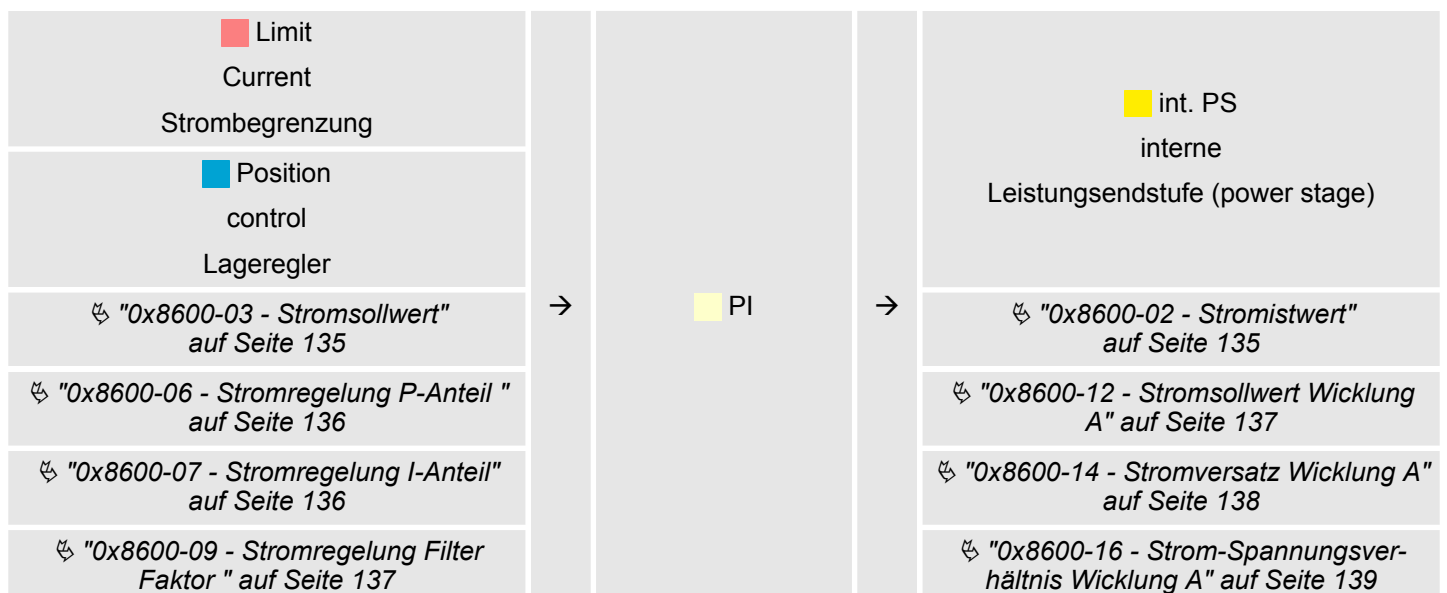 Limit
Current
Strombegrenzung
Position
control
Lageregler
"0x8600-03 - Stromsollwert"
auf Seite 135
"0x8600-06 - Stromregelung P-Anteil "
auf Seite 136
"0x8600-07 - Stromregelung I-Anteil"
auf Seite 136
"0x8600-09 - Stromregelung Filter
Faktor " auf Seite 137
→
PI
→
int. PS
interne
Leistungsendstufe (power stage)
"0x8600-02 - Stromistwert"
auf Seite 135
"0x8600-12 - Stromsollwert Wicklung
A" auf Seite 137
"0x8600-14 - Stromversatz Wicklung A"
auf Seite 138
"0x8600-16 - Strom-Spannungsver-
hältnis Wicklung A" auf Seite 139